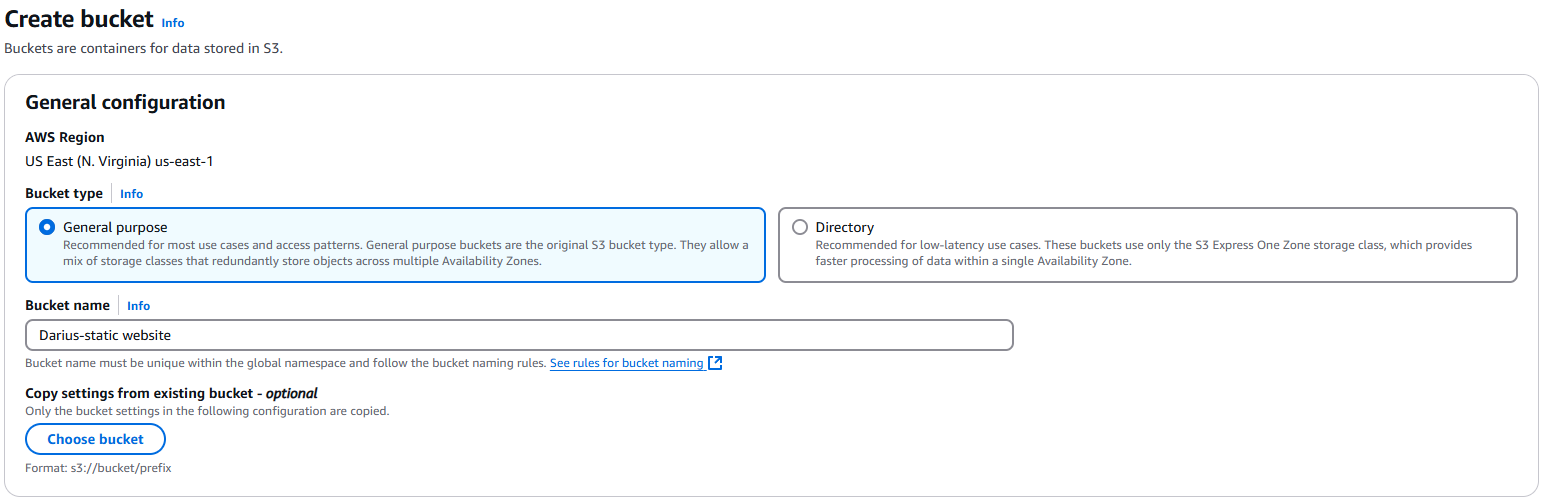 Create bucket Info
Buckets are containers for data stored in S3.
General configuration
AWS Region
US East (N. Virginia) us-east-1
Bucket type Info
General purpose
Recommended for most use cases and access patterns. General purpose buckets are the original S3 bucket type. They allow a
mix of storage classes that redundantly store objects across multiple Availability Zones.
Directory
Recommended for low-latency use cases. These buckets use only the S3 Express One Zone storage class, which provides
faster processing of data within a single Availability Zone.
Bucket name Info
Darius-static website
Bucket name must be unique within the global namespace and follow the bucket naming rules. See rules for bucket naming
Copy settings from existing bucket - optional
Only the bucket settings in the following configuration are copied.
Choose bucket
Format: s3://bucket/prefix